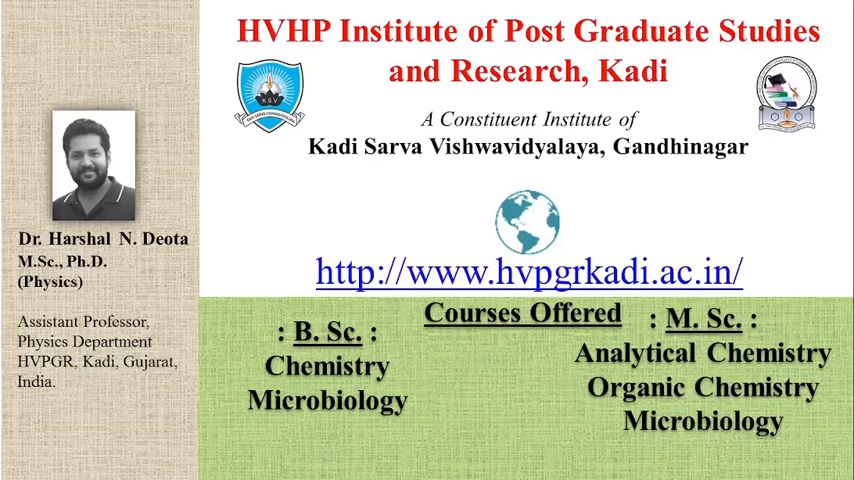 HVHP Institute of Post Graduate Studies
and Research, Kadi
KSV
A Constituent Institute of
Kadi Sarva Vishwavidyalaya, Gandhinagar
http://www.hvpgrkadi.ac.in/
Dr. Harshal N. Deota
M.Sc., Ph.D.
(Physics)
Assistant Professor,
Physics Department
HVPGR, Kadi, Gujarat,
India.
Courses Offered
: B. Sc. :
Chemistry
Microbiology
: M. Sc. :
Analytical Chemistry
Organic Chemistry
Microbiology